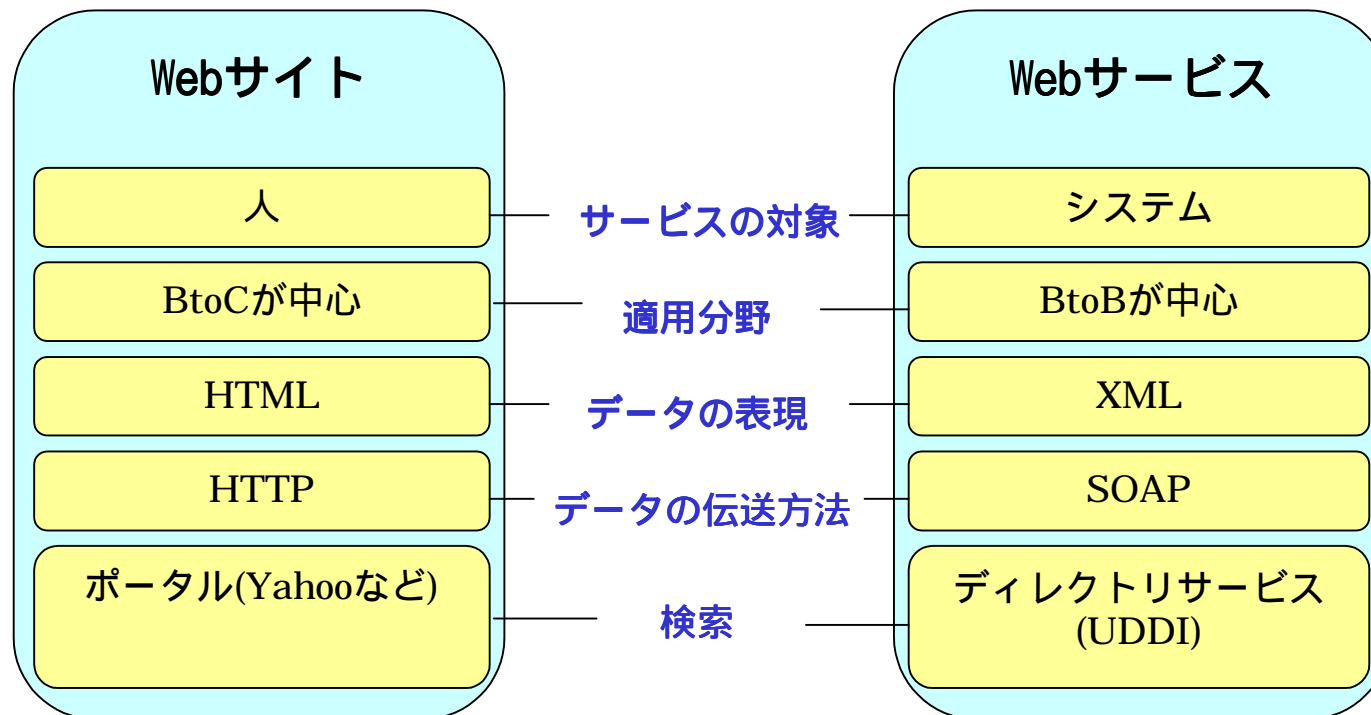 Webサイト
Webサービス
人
サービスの対象
システム
BtoCが中心
適用分野
BtoBが中心
HTML
データの表現
XML
HTTP
データの伝送方法
SOAP
ポータル(Yahooなど)
検索
ディレクトリサービス
(UDDI)